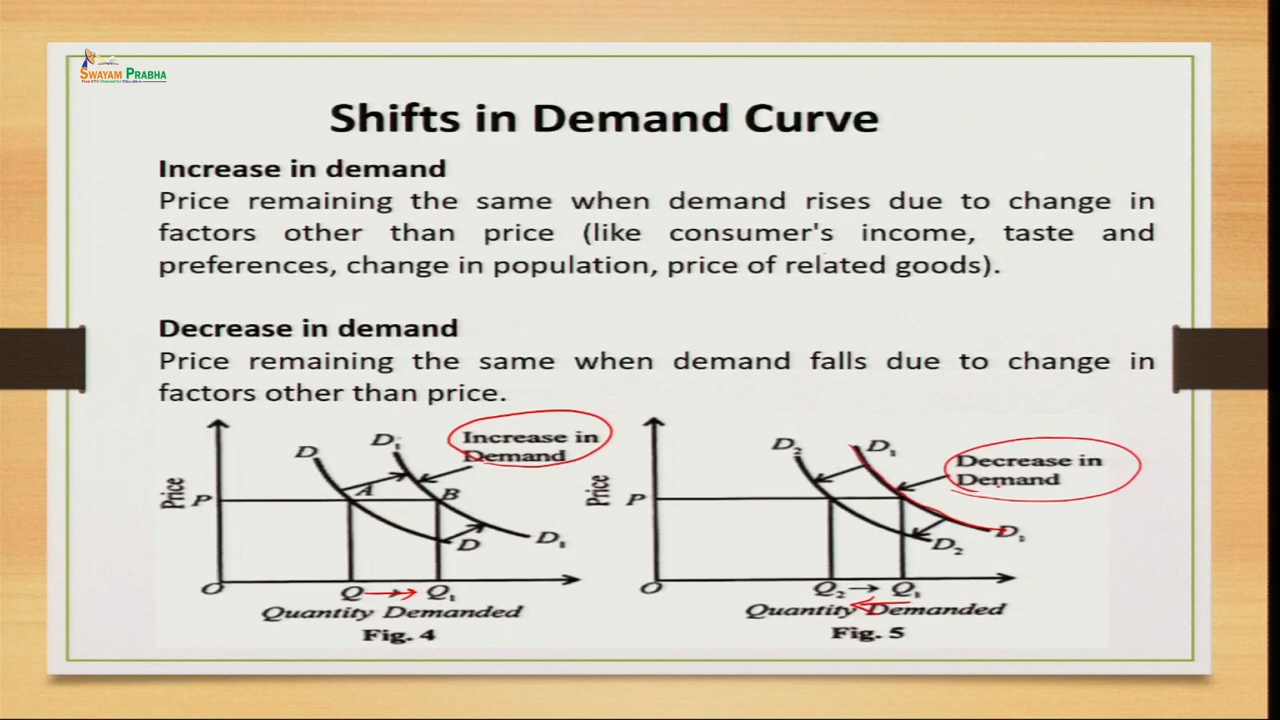 SWAYAM PRABHA
Shifts in Demand Curve
Increase in demand
Price remaining the same when demand rises due to change in
factors other than price (like consumer's income, taste and
preferences, change in population, price of related goods).
Decrease in demand
Price remaining the same when demand falls due to change in
factors other than price.
D D₁ Increase in
Demand
Price
P A B
D D₁
O Q Q₁
Quantity Demanded
Fig. 4
D₂ D₁ Decrease in
Demand
Price
P
D₂ D₁
O Q₂ Q₁
Quantity Demanded
Fig. 5